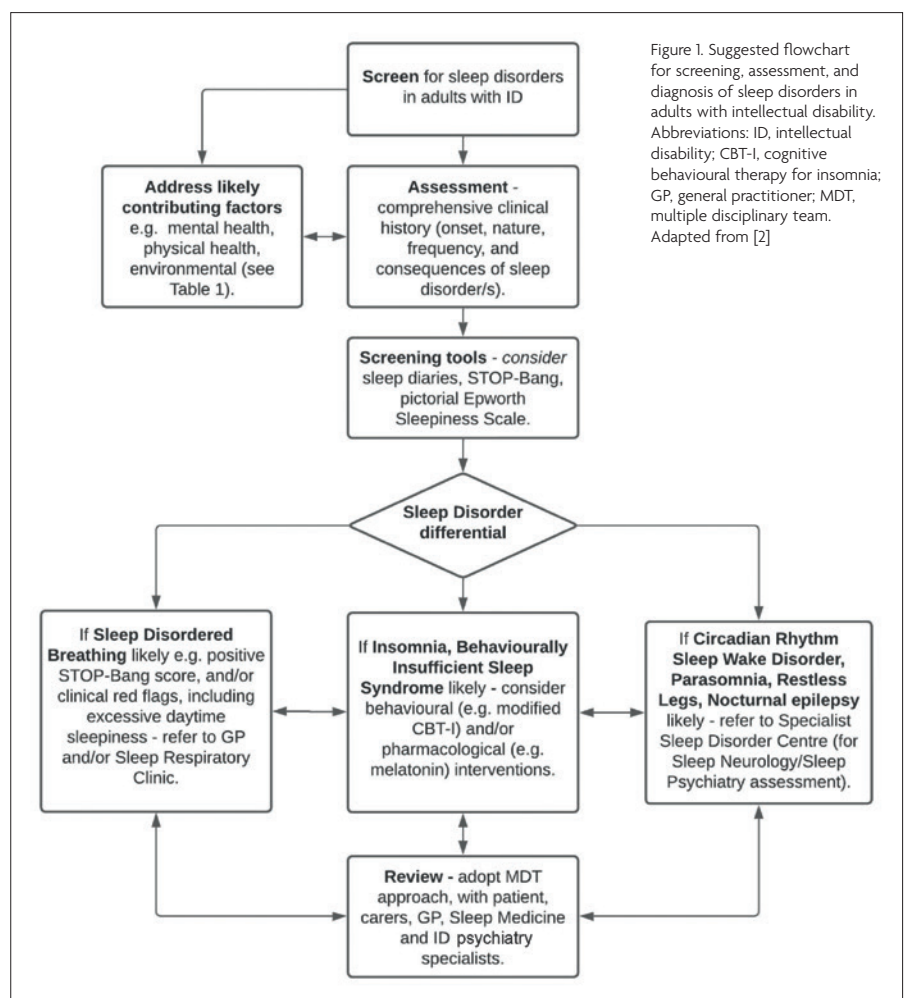 Screen for sleep disorders
in adults with ID
Figure 1. Suggested flowchart
for screening, assessment, and
diagnosis of sleep disorders in
adults with intellectual disability.
Abbreviations: ID, intellectual
disability; CBT-I, cognitive
behavioural therapy for insomnia;
GP, general practitioner; MDT,
multiple disciplinary team.
Adapted from [2]
Address likely
contributing factors
e.g. mental health,
physical health,
environmental (see
Table 1).
Assessment -
comprehensive clinical
history (onset, nature,
frequency, and
consequences of sleep
disorder/s).
Screening tools - consider
sleep diaries, STOP-Bang,
pictorial Epworth
Sleepiness Scale.
Sleep Disorder
differential
If Sleep Disordered
Breathing likely e.g. positive
STOP-Bang score, and/or
clinical red flags, including
excessive daytime
sleepiness - refer to GP
and/or Sleep Respiratory
Clinic.
If Insomnia, Behaviourally
Insufficient Sleep
Syndrome likely - consider
behavioural (e.g. modified
CBT-I) and/or
pharmacological (e.g.
melatonin) interventions.
If Circadian Rhythm
Sleep Wake Disorder,
Parasomnia, Restless
Legs, Nocturnal epilepsy
likely - refer to Specialist
Sleep Disorder Centre (for
Sleep Neurology/Sleep
Psychiatry assessment).
Review - adopt MDT
approach, with patient,
carers, GP, Sleep Medicine
and ID psychiatry
specialists.